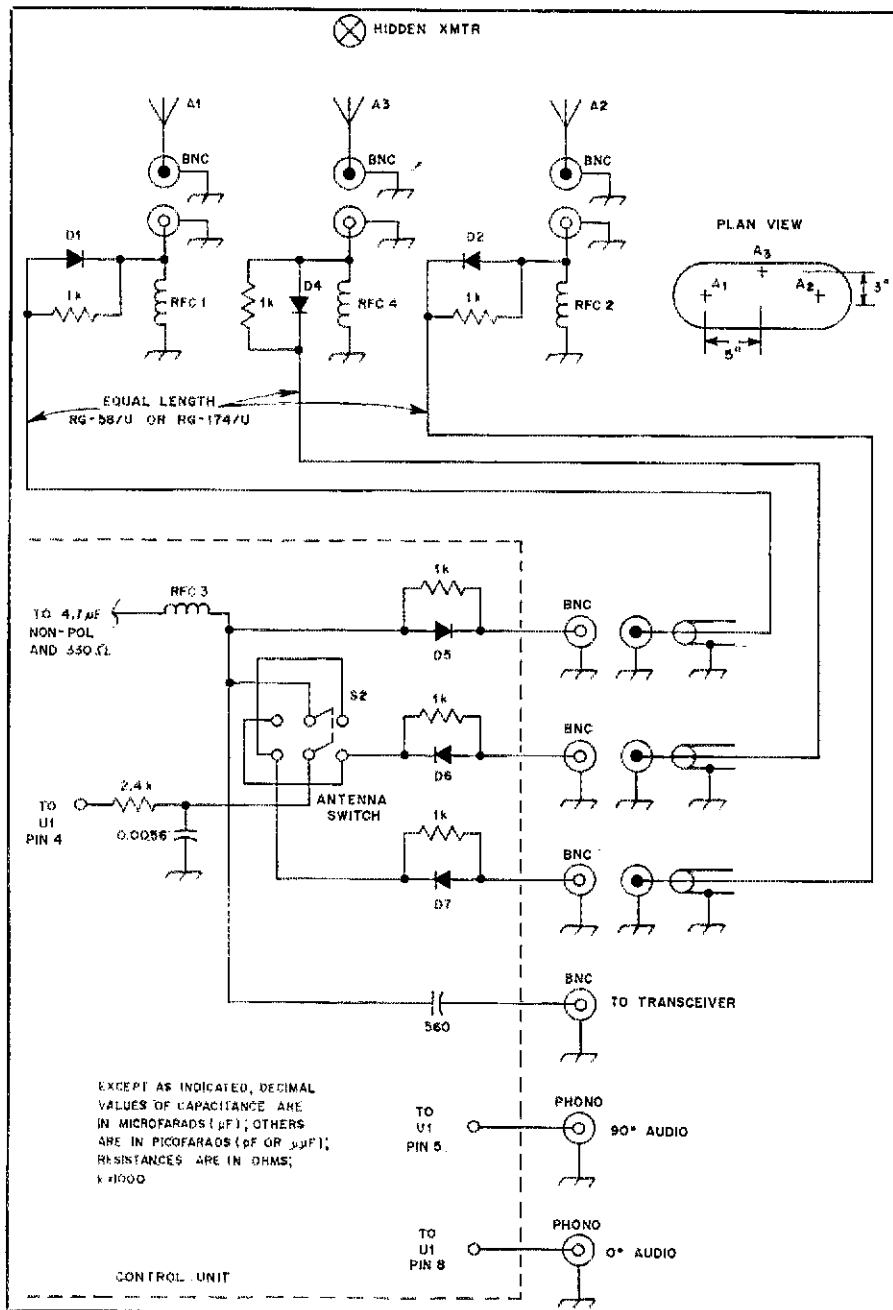 HIDDEN XMTR
A1
A3
A2
BNC
BNC
BNC
D1
D2
PLAN VIEW
A3
A1
A2
3"
5"
1k
RFC 1
1k
D4
RFC 4
1k
RFC 2
EQUAL LENGTH
RG-58/U OR RG-174/U
RFC 3
1k
BNC
TO 4.7µF
NON-POL
AND 330Ω
D5
S2
1k
BNC
D6
2.4k
ANTENNA
SWITCH
TO
U1
PIN 4
0.0056
1k
BNC
D7
BNC
TO TRANSCEIVER
560
EXCEPT AS INDICATED, DECIMAL
VALUES OF CAPACITANCE ARE
IN MICROFARADS (µF); OTHERS
ARE IN PICOFARADS (pF OR µµF);
RESISTANCES ARE IN OHMS;
k =1000
TO
U1
PIN 5
PHONO
90° AUDIO
TO
U1
PIN 8
PHONO
0° AUDIO
CONTROL UNIT